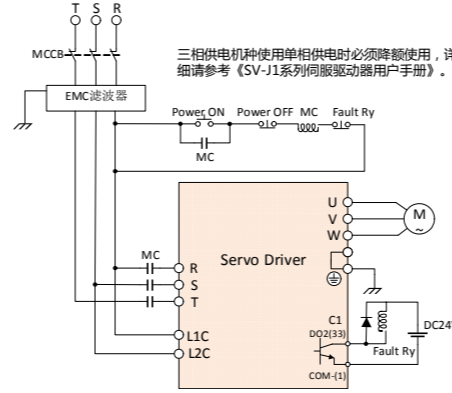 T S R
MCCB
三相供电机种使用单相供电时必须降额使用，详
细请参考《SV-J1系列伺服驱动器用户手册》。
EMC滤波器
Power ON Power OFF MC Fault Ry
MC
U
V
W
M
~
MC
Servo Driver
R
S
T
C1
DO2(33)
DC24V
L1C
L2C
Fault Ry
COM-(1)